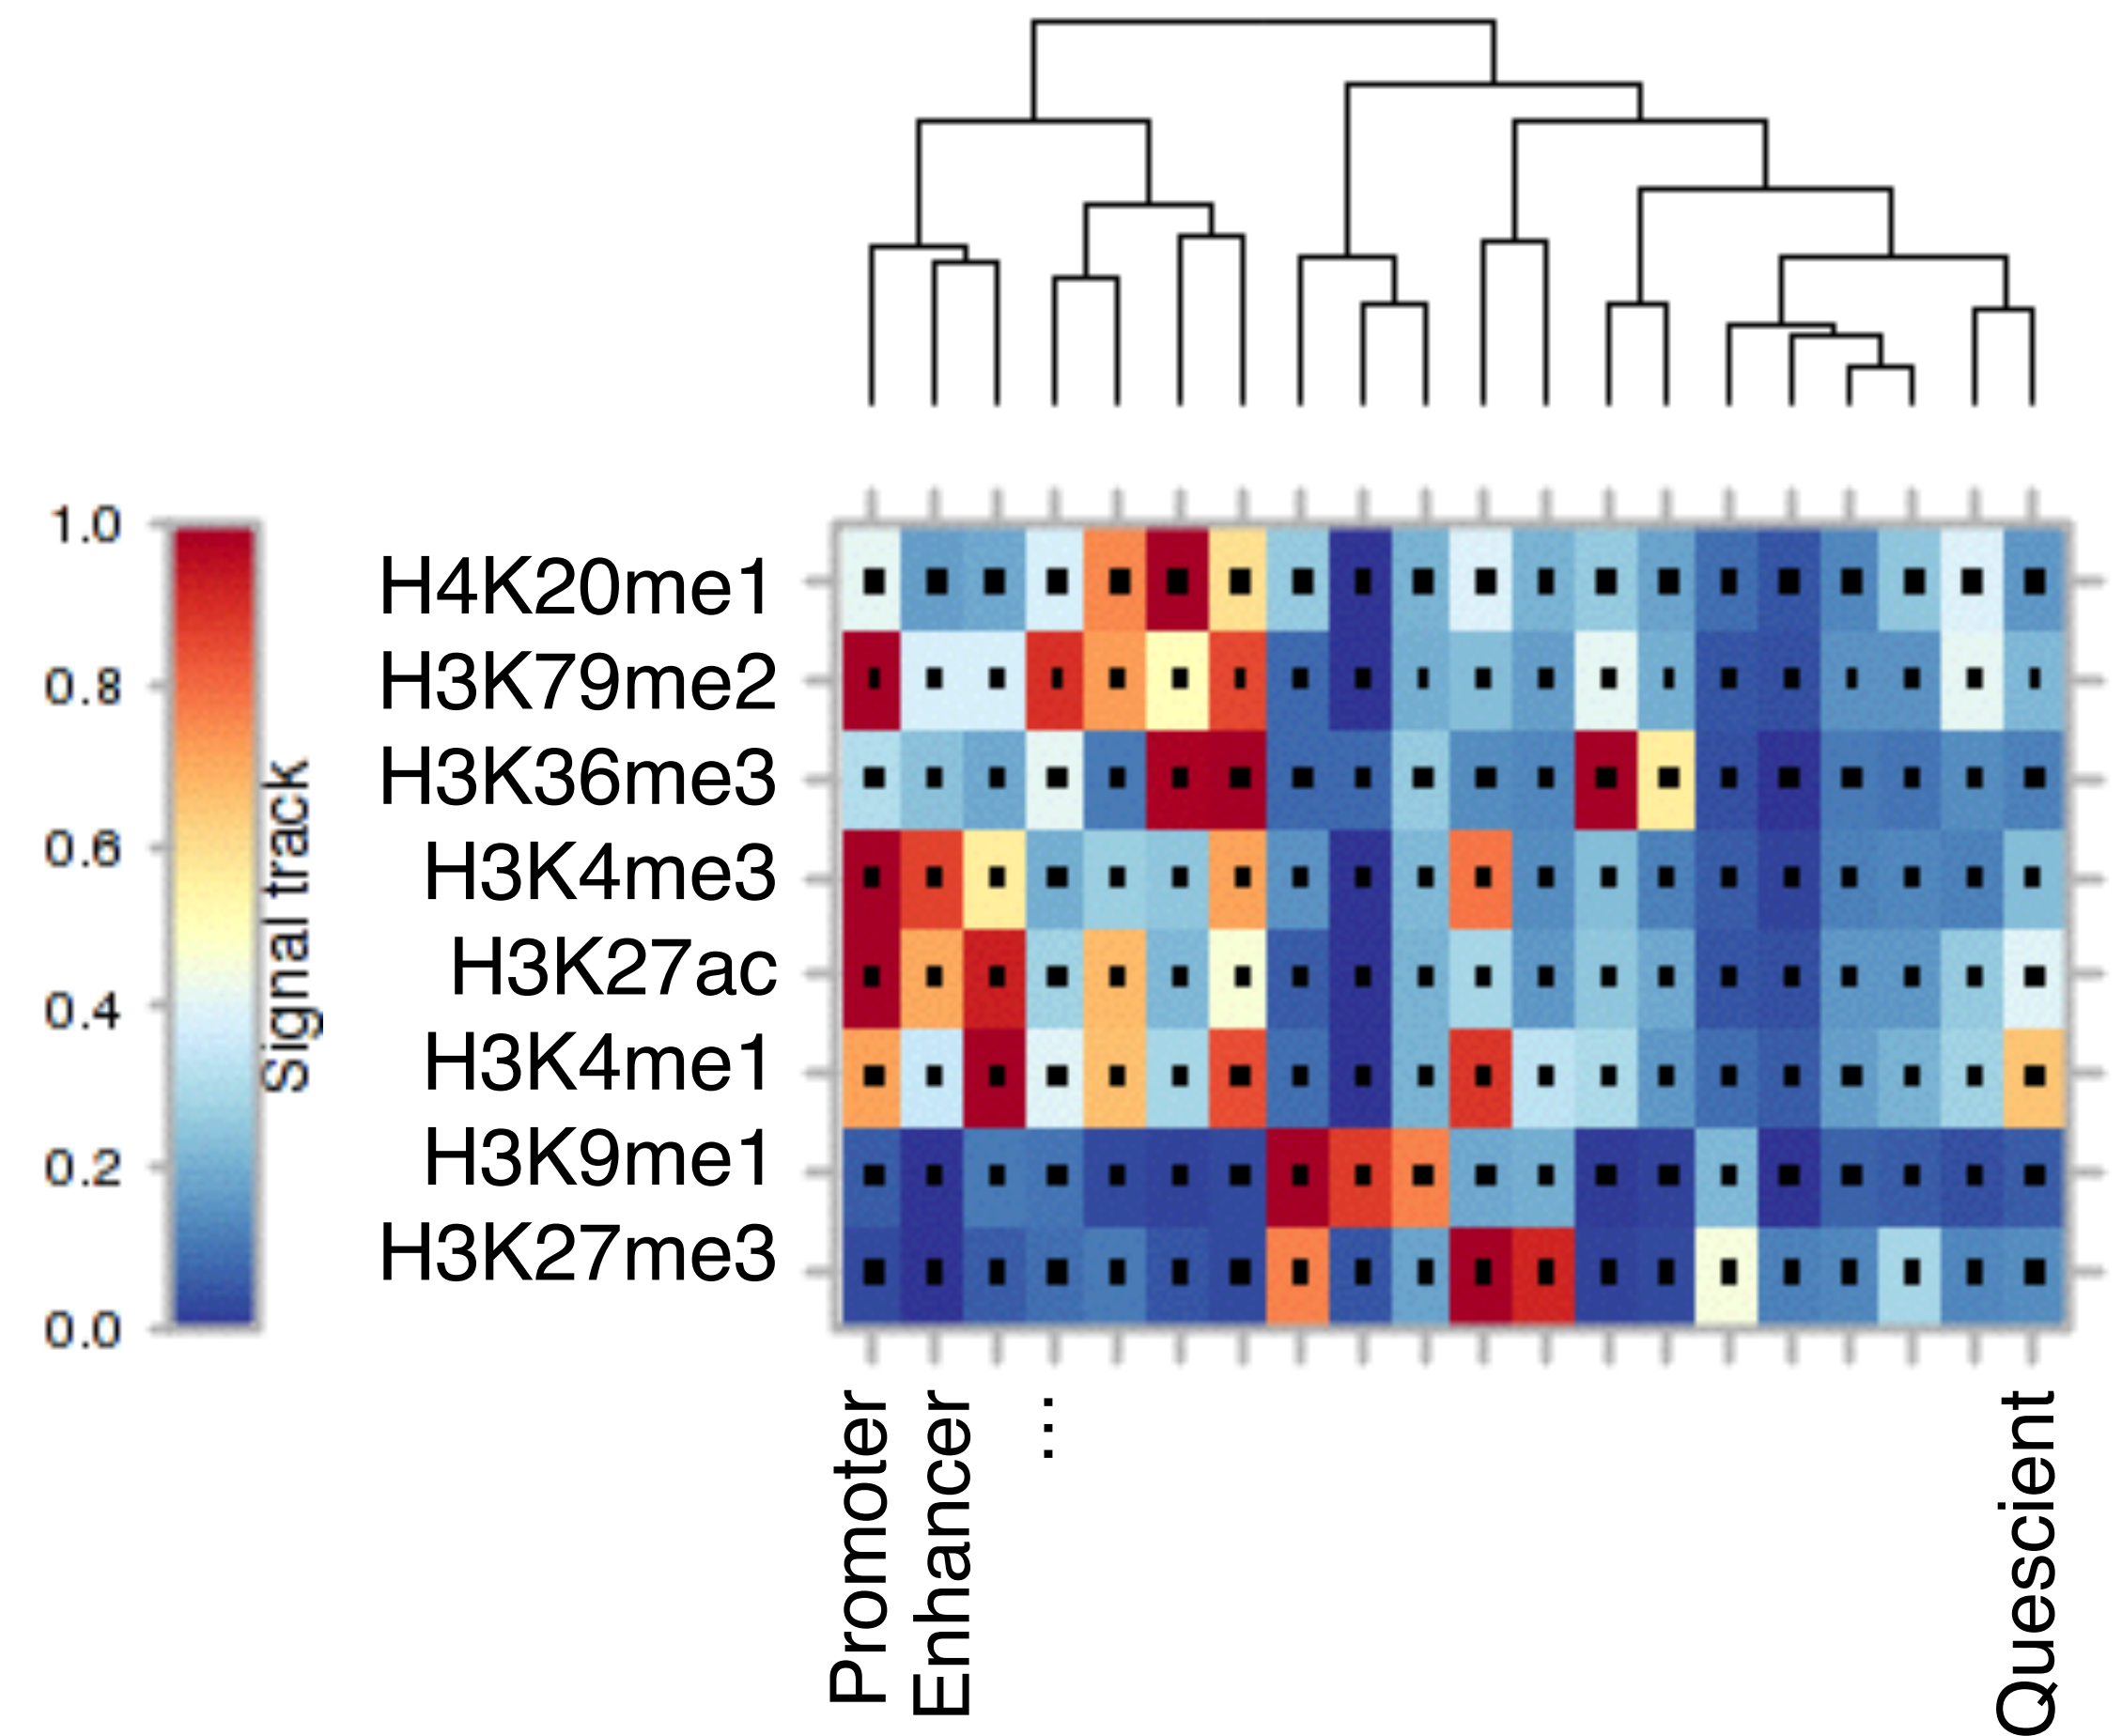 1.0
0.8
0.6
0.4
0.2
0.0
Signal track
H4K20me1
H3K79me2
H3K36me3
H3K4me3
H3K27ac
H3K4me1
H3K9me1
H3K27me3
Promoter
Enhancer
...
Quescient